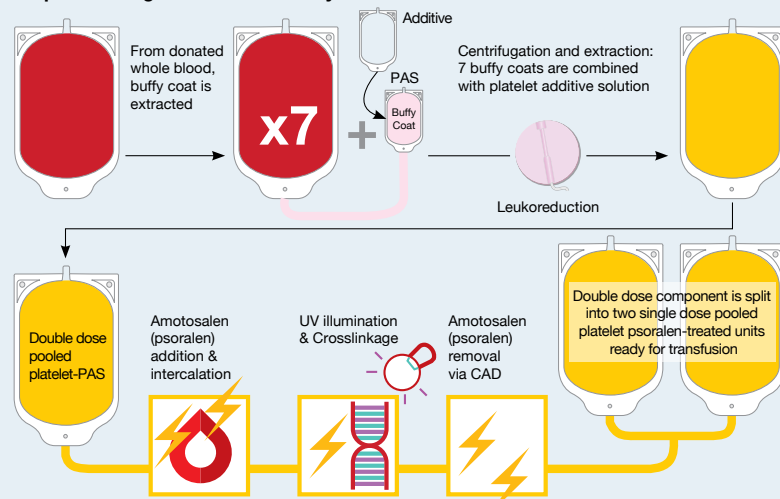 Additive
From donated
whole blood,
buffy coat is
extracted
x7
PAS
Buffy
Coat
Centrifugation and extraction:
7 buffy coats are combined
with platelet additive solution
Leukoreduction
Double dose
pooled
platelet-PAS
Amotosalen
(psoralen)
addition &
intercalation
UV illumination
& Crosslinkage
Amotosalen
(psoralen)
removal
via CAD
Double dose component is split
into two single dose pooled
platelet psoralen-treated units
ready for transfusion